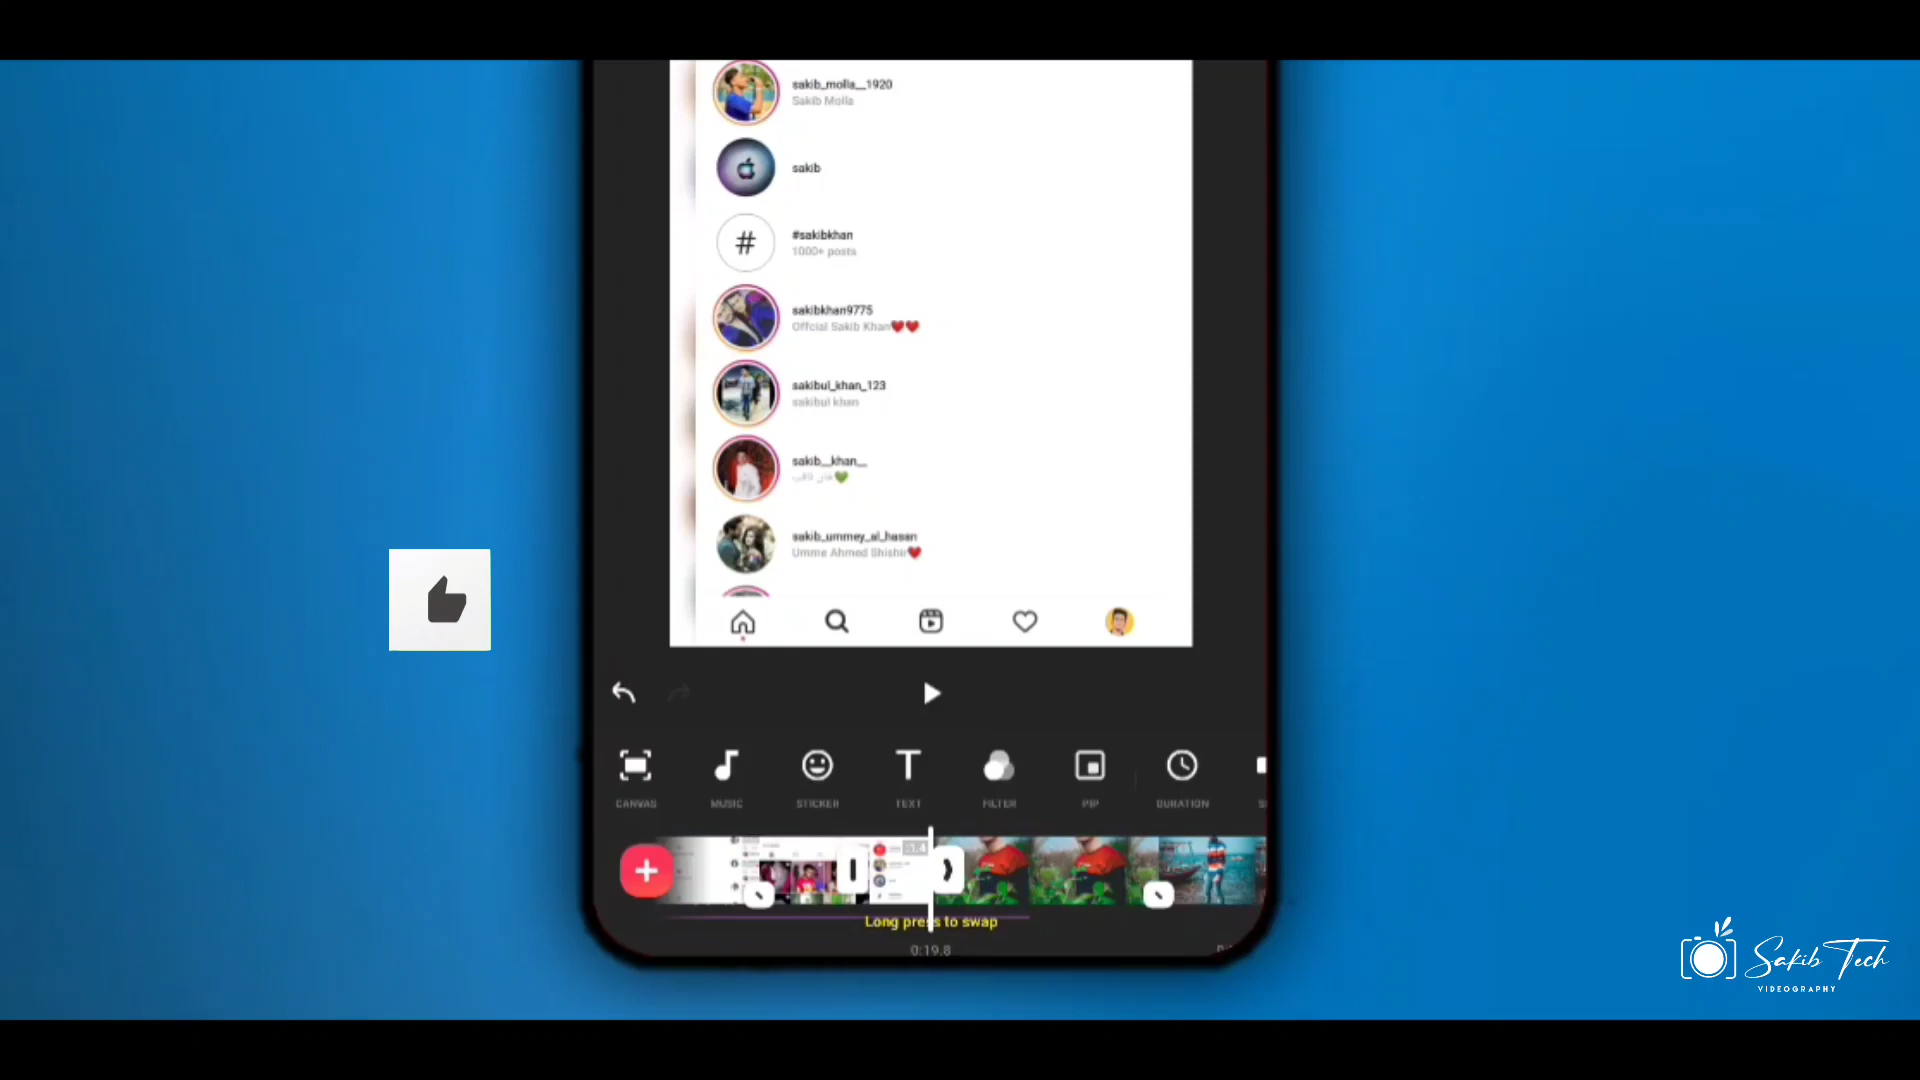 sakib_molla__1920
Sakib Molla
sakib
#
#sakibkhan
1000+ posts
sakibkhan9775
Offcial Sakib Khan❤️❤️
sakibul_khan_123
sakibul khan
sakib__khan__
sakib_ummey_al_hasan
Umme Ahmed Shishir❤️
CANVAS MUSIC STICKER TEXT FILTER PIP DURATION
Long press to swap
0:19.8
Sakib Tech
VIDEOGRAPHY